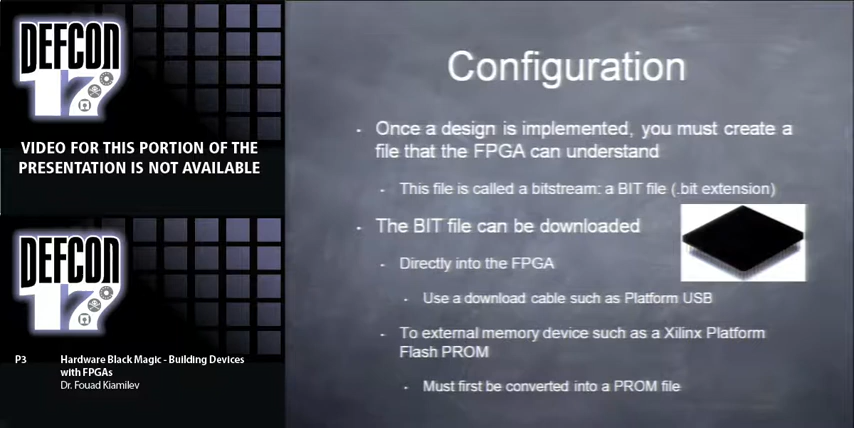 DEFCON
17
VIDEO FOR THIS PORTION OF THE
PRESENTATION IS NOT AVAILABLE
DEFCON
17
P3 Hardware Black Magic - Building Devices
with FPGAs
Dr. Fouad Kiamilev
Configuration
- Once a design is implemented, you must create a
file that the FPGA can understand
- This file is called a bitstream: a BIT file (.bit extension)
- The BIT file can be downloaded
- Directly into the FPGA
- Use a download cable such as Platform USB
- To external memory device such as a Xilinx Platform
Flash PROM
- Must first be converted into a PROM file